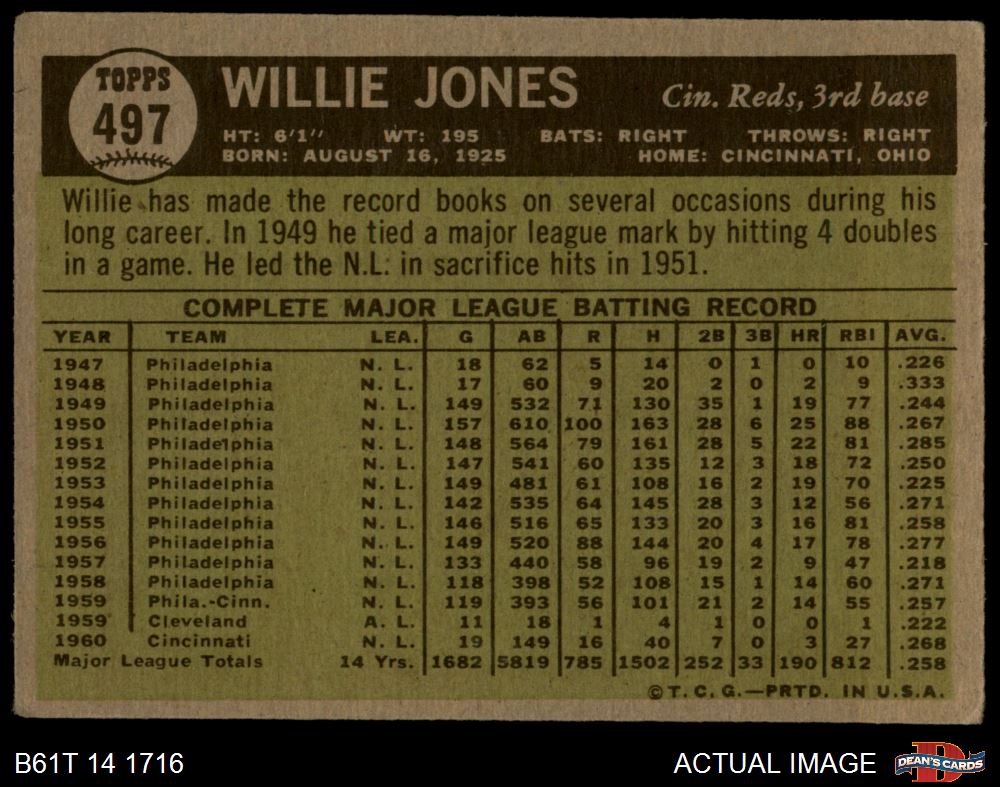 TOPPS
497
WILLIE JONES Cin. Reds, 3rd base
HT: 6'1" WT: 195 BATS: RIGHT THROWS: RIGHT
BORN: AUGUST 16, 1925 HOME: CINCINNATI, OHIO
Willie has made the record books on several occasions during his
long career. In 1949 he tied a major league mark by hitting 4 doubles
in a game. He led the N.L. in sacrifice hits in 1951.
COMPLETE MAJOR LEAGUE BATTING RECORD
YEAR TEAM LEA. G AB R H 2B 3B HR RBI AVG.
1947 Philadelphia N. L. 18 62 5 14 0 1 0 10 .226
1948 Philadelphia N. L. 17 60 9 20 2 0 2 9 .333
1949 Philadelphia N. L. 149 532 71 130 35 1 19 77 .244
1950 Philadelphia N. L. 157 610 100 163 28 6 25 88 .267
1951 Philadelphia N. L. 148 564 79 161 28 5 22 81 .285
1952 Philadelphia N. L. 147 541 60 135 12 3 18 72 .250
1953 Philadelphia N. L. 149 481 61 108 16 2 19 70 .225
1954 Philadelphia N. L. 142 535 64 145 28 3 12 56 .271
1955 Philadelphia N. L. 146 516 65 133 20 3 16 81 .258
1956 Philadelphia N. L. 149 520 88 144 20 4 17 78 .277
1957 Philadelphia N. L. 133 440 58 96 19 2 9 47 .218
1958 Philadelphia N. L. 118 398 52 108 15 1 14 60 .271
1959 Phila.-Cinn. N. L. 119 393 56 101 21 2 14 55 .257
1959 Cleveland A. L. 11 18 1 4 1 0 0 1 .222
1960 Cincinnati N. L. 19 149 16 40 7 0 3 27 .268
Major League Totals 14 Yrs. 1682 5819 785 1502 252 33 190 812 .258
©T. C. G.—PRTD. IN U.S.A.
B61T 14 1716 ACTUAL IMAGE DEAN'S CARDS